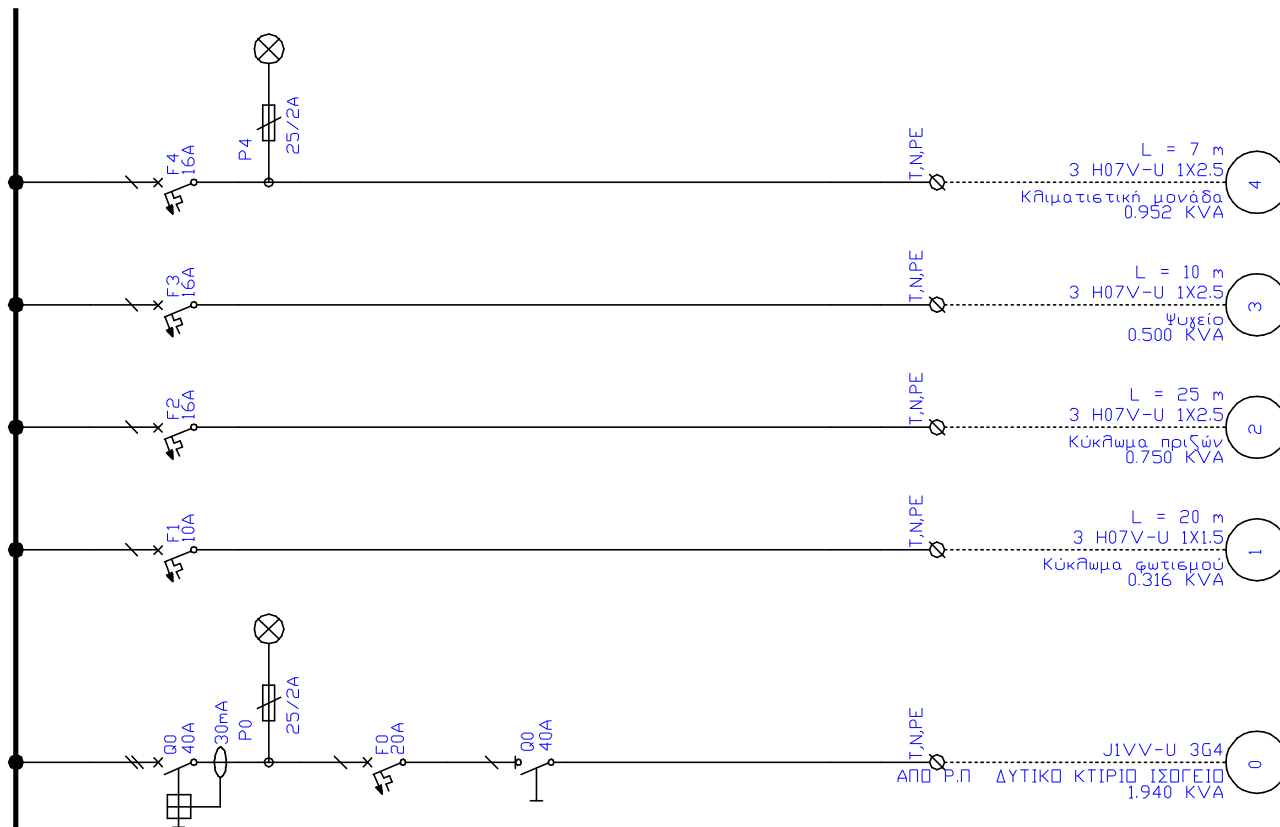 P4
25/2A
F4
16A
T,N,PE
L = 7 m
3 H07V-U 1X2.5
Κλιματιστική μονάδα
0.952 KVA
4
F3
16A
T,N,PE
L = 10 m
3 H07V-U 1X2.5
Ψυγείο
0.500 KVA
3
F2
16A
T,N,PE
L = 25 m
3 H07V-U 1X2.5
Κύκλωμα πριζών
0.750 KVA
2
F1
10A
T,N,PE
L = 20 m
3 H07V-U 1X1.5
Κύκλωμα φωτισμού
0.316 KVA
1
Q0
40A
30mA
P0
25/2A
F0
20A
Q0
40A
T,N,PE
J1VV-U 3G4
ΑΠΟ Ρ.Π ΔΥΤΙΚΟ ΚΤΙΡΙΟ ΙΣΟΓΕΙΟ
1.940 KVA
0